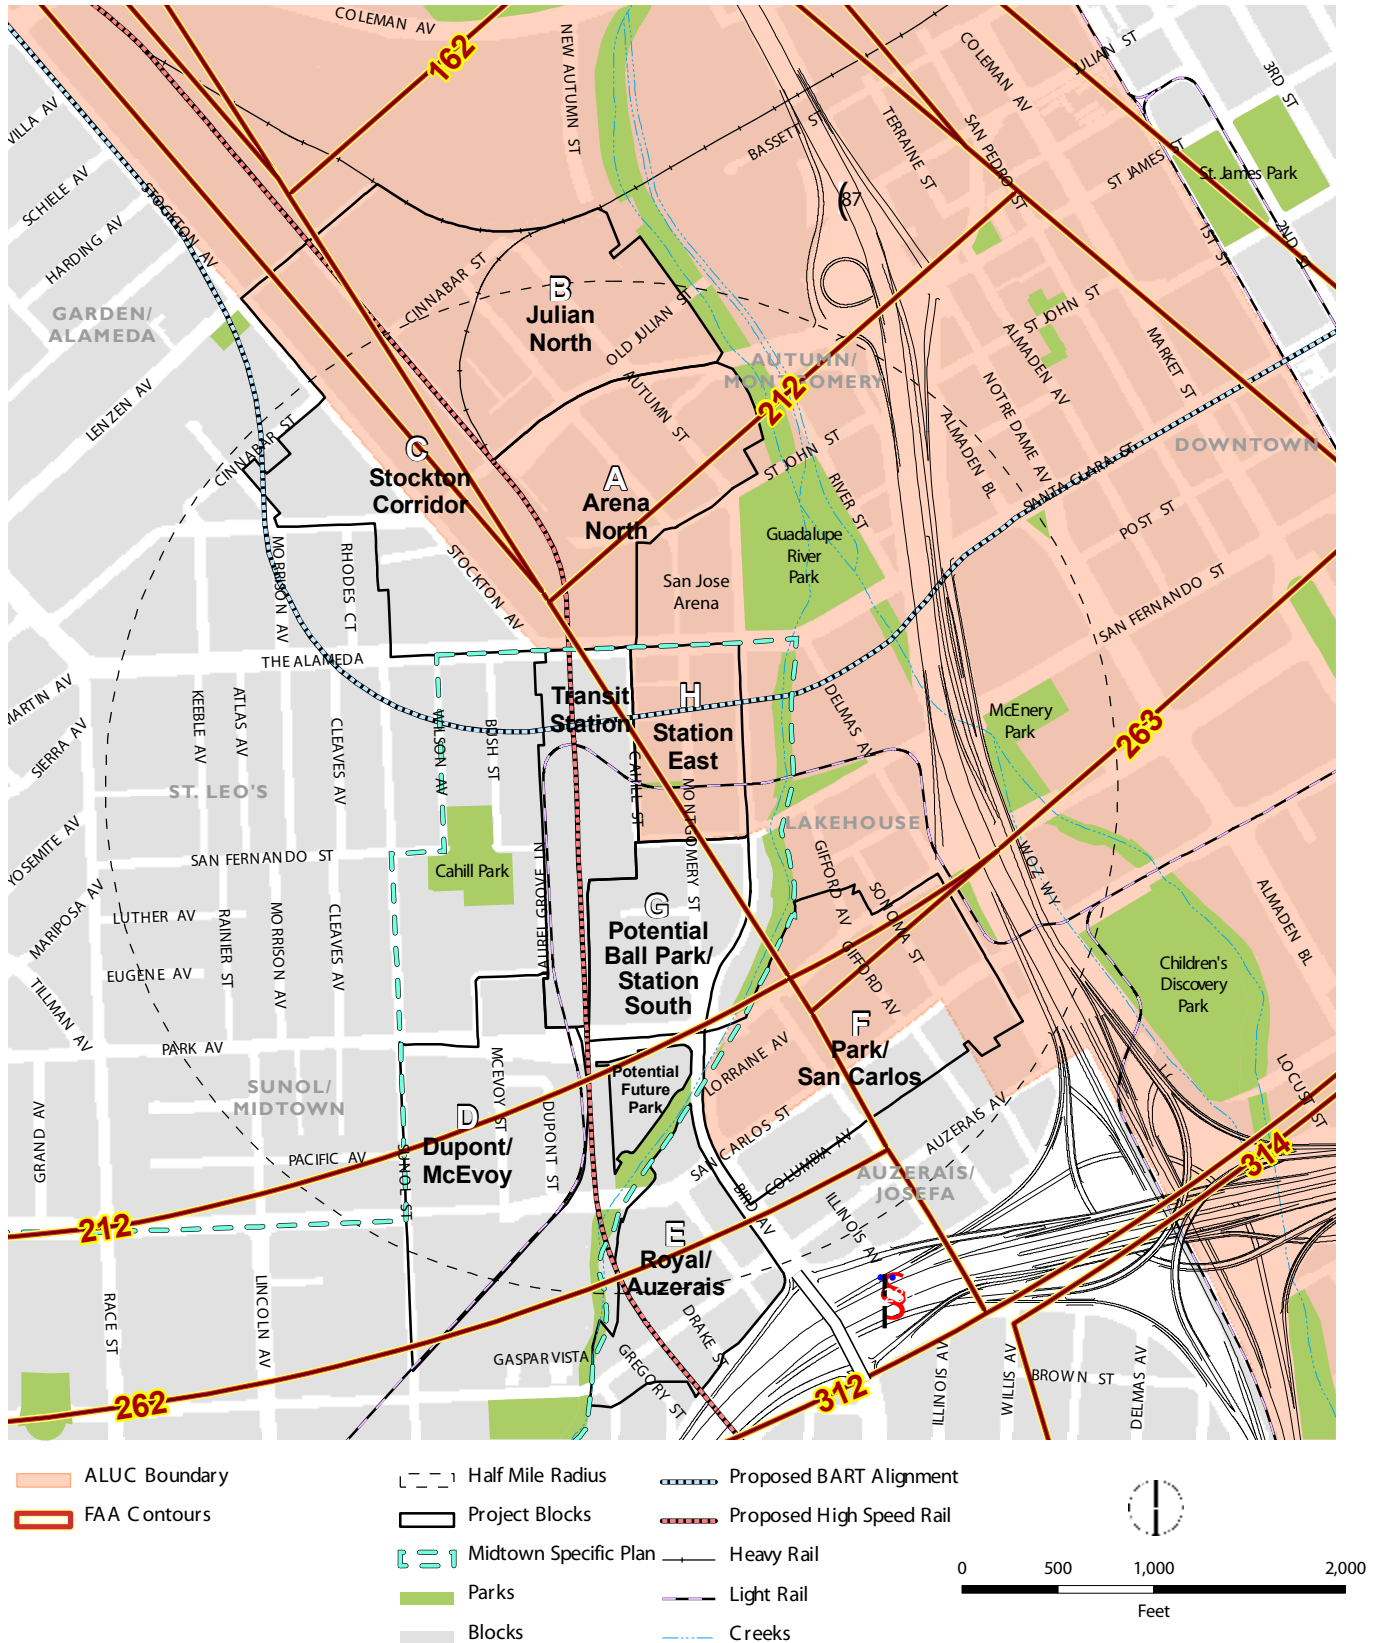 COLEMAN AV
162
NEW AUTUMN ST
COLEMAN AV
JULIAN ST
3RD ST
VILLA AV
SCHIELE AV
HARDING AV
STOCKTON AV
BASSETT ST
TERRAINE ST
SAN PEDRO ST
ST JAMES ST
St. James Park
87
1ST ST
2ND S
GARDEN/
ALAMEDA
CINNABAR ST
B
Julian
North
OLD JULIAN ST
AUTUMN ST
AUTUMN/
MONTGOMERY
212
ST JOHN ST
ALMADEN AV
MARKET ST
NOTRE DAME AV
ALMADEN BL
LENZEN AV
CINNABAR ST
C
Stockton
Corridor
A
Arena
North
ST JOHN ST
RIVER ST
SANTA CLARA ST
DOWNTOWN
POST ST
MORRISON AV
RHODES CT
STOCKTON AV
San Jose
Arena
Guadalupe
River
Park
SAN FERNANDO ST
THE ALAMEDA
MARTIN AV
SIERRA AV
KEEBLE AV
ATLAS AV
CLEAVES AV
WILSON AV
BUSH ST
Transit
Station
H
Station
East
DELMAS AV
McEnery
Park
263
ST. LEO'S
CAHILL ST
MONTGOMERY ST
LAKEHOUSE
YOSEMITE AV
SAN FERNANDO ST
Cahill Park
LAUREL GROVE LN
GIFFORD AV
SONOMA ST
WOZ WY
ALMADEN BL
MARIPOSA AV
LUTHER AV
RAINIER ST
MORRISON AV
CLEAVES AV
G
Potential
Ball Park/
Station
South
GIFFORD AV
EUGENE AV
TILLMAN AV
Children's
Discovery
Park
PARK AV
F
Park/
San Carlos
SUNOL/
MIDTOWN
MCEVOY ST
Potential
Future
Park
LORRAINE AV
LOCUST ST
GRAND AV
D
Dupont/
McEvoy
DUPONT ST
SAN CARLOS ST
COLUMBIA AV
AUZERAIS AV
314
PACIFIC AV
SUNOL ST
AUZERAIS/
JOSEFA
BIRD AV
ILLINOIS AV
212
E
Royal/
Auzerais
RACE ST
LINCOLN AV
DRAKE ST
GASPAR VISTA
GREGORY ST
262
312
ILLINOIS AV
WILLIS AV
BROWN ST
DELMAS AV
ALUC Boundary
FAA Contours
Half Mile Radius
Project Blocks
Midtown Specific Plan
Parks
Blocks
Proposed BART Alignment
Proposed High Speed Rail
Heavy Rail
Light Rail
Creeks
0 500 1,000 2,000
Feet